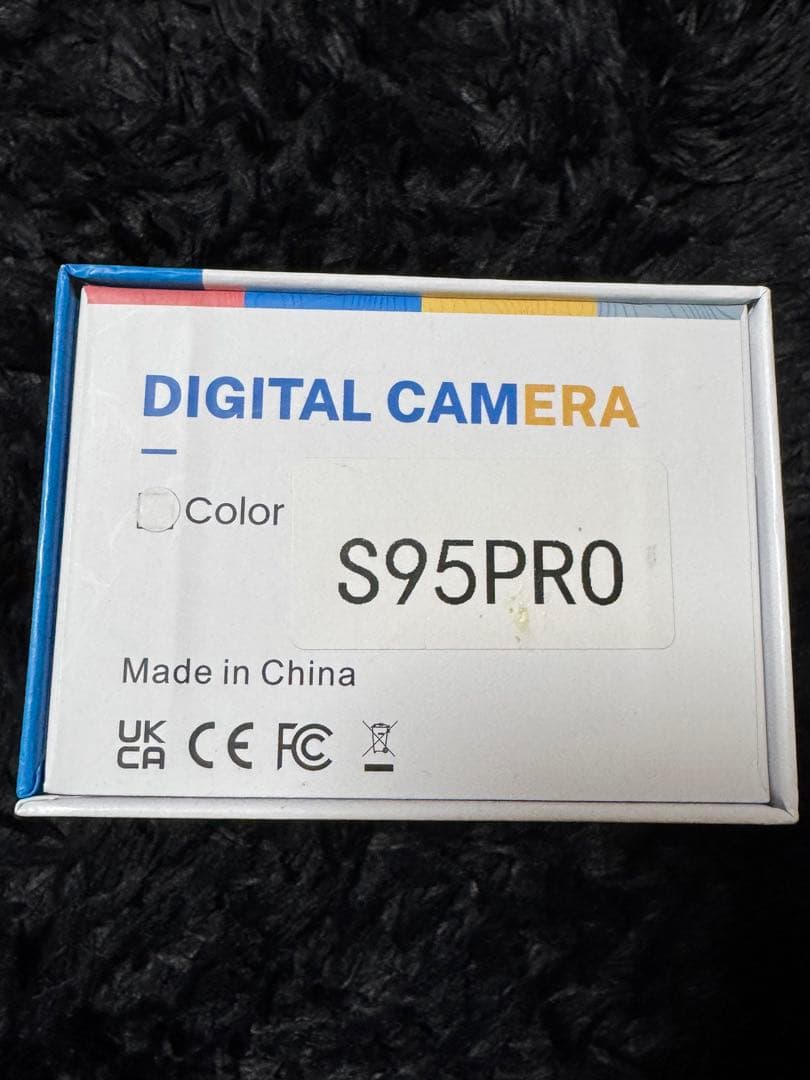 DIGITAL CAMERA
Color
S95PRO
Made in China
UK
CA CE FC